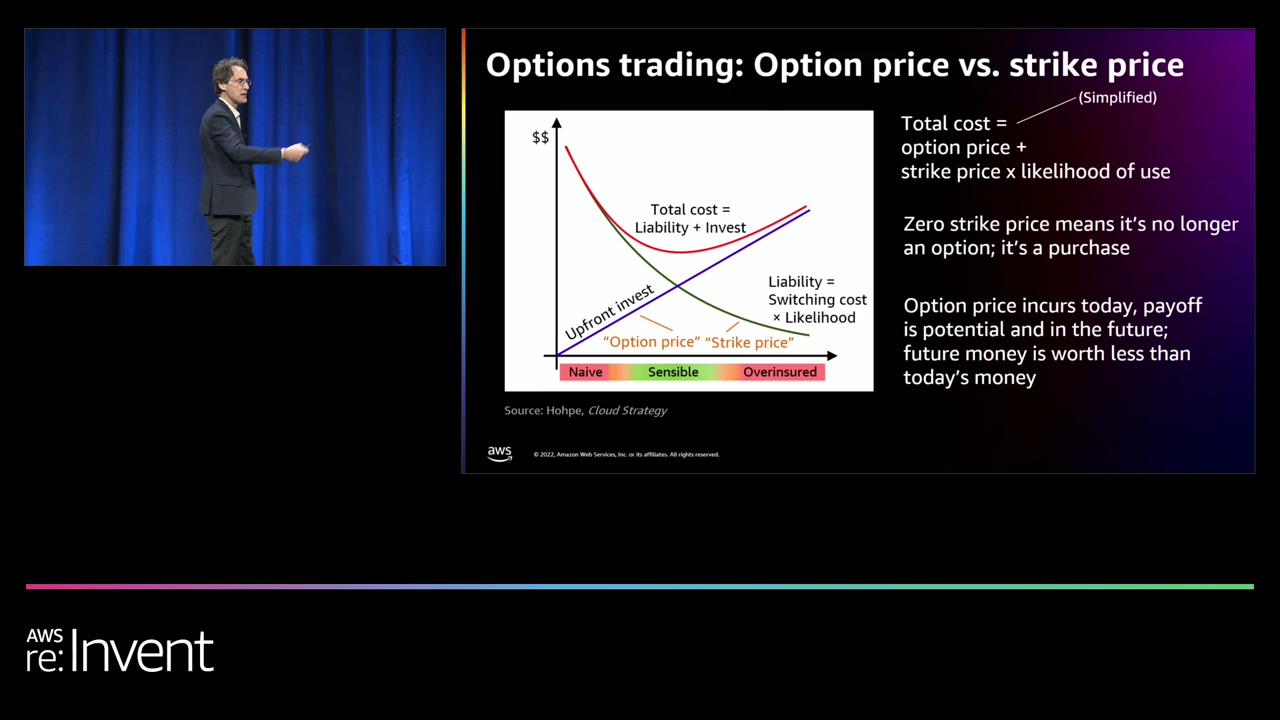 Options trading: Option price vs. strike price
(Simplified)
Total cost =
option price +
strike price x likelihood of use
Zero strike price means it's no longer
an option; it's a purchase
Option price incurs today, payoff
is potential and in the future;
future money is worth less than
today's money
$$
Total cost =
Liability + Invest
Upfront invest
Liability =
Switching cost
× Likelihood
“Option price” “Strike price”
Naive Sensible Overinsured
Source: Hohpe, Cloud Strategy
aws
© 2022, Amazon Web Services, Inc. or its affiliates. All rights reserved.
AWS
re:Invent